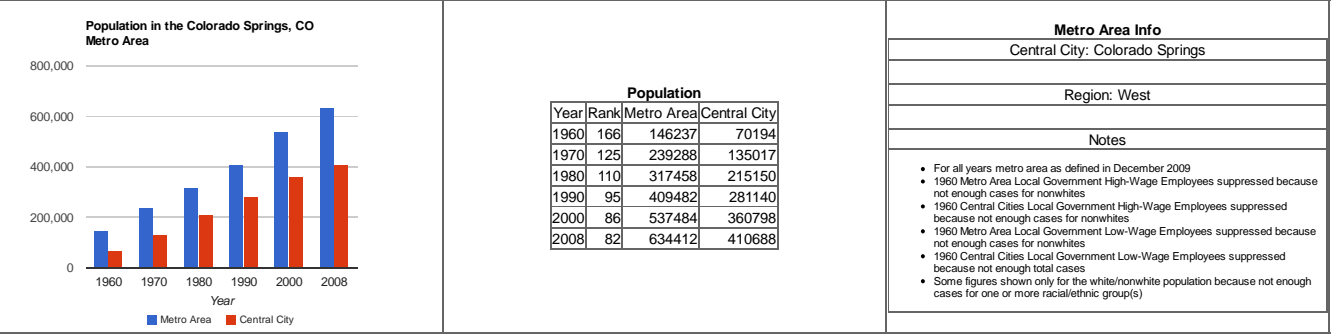 Population in the Colorado Springs, CO
Metro Area
800,000
600,000
400,000
200,000
0
1960 1970 1980 1990 2000 2008
Year
Metro Area Central City
Population
Year Rank Metro Area Central City
1960 166 146237 70194
1970 125 239288 135017
1980 110 317458 215150
1990 95 409482 281140
2000 86 537484 360798
2008 82 634412 410688
Metro Area Info
Central City: Colorado Springs
Region: West
Notes
• For all years metro area as defined in December 2009
• 1960 Metro Area Local Government High-Wage Employees suppressed because
not enough cases for nonwhites
• 1960 Central Cities Local Government High-Wage Employees suppressed
because not enough cases for nonwhites
• 1960 Metro Area Local Government Low-Wage Employees suppressed because
not enough cases for nonwhites
• 1960 Central Cities Local Government Low-Wage Employees suppressed
because not enough total cases
• Some figures shown only for the white/nonwhite population because not enough
cases for one or more racial/ethnic group(s)